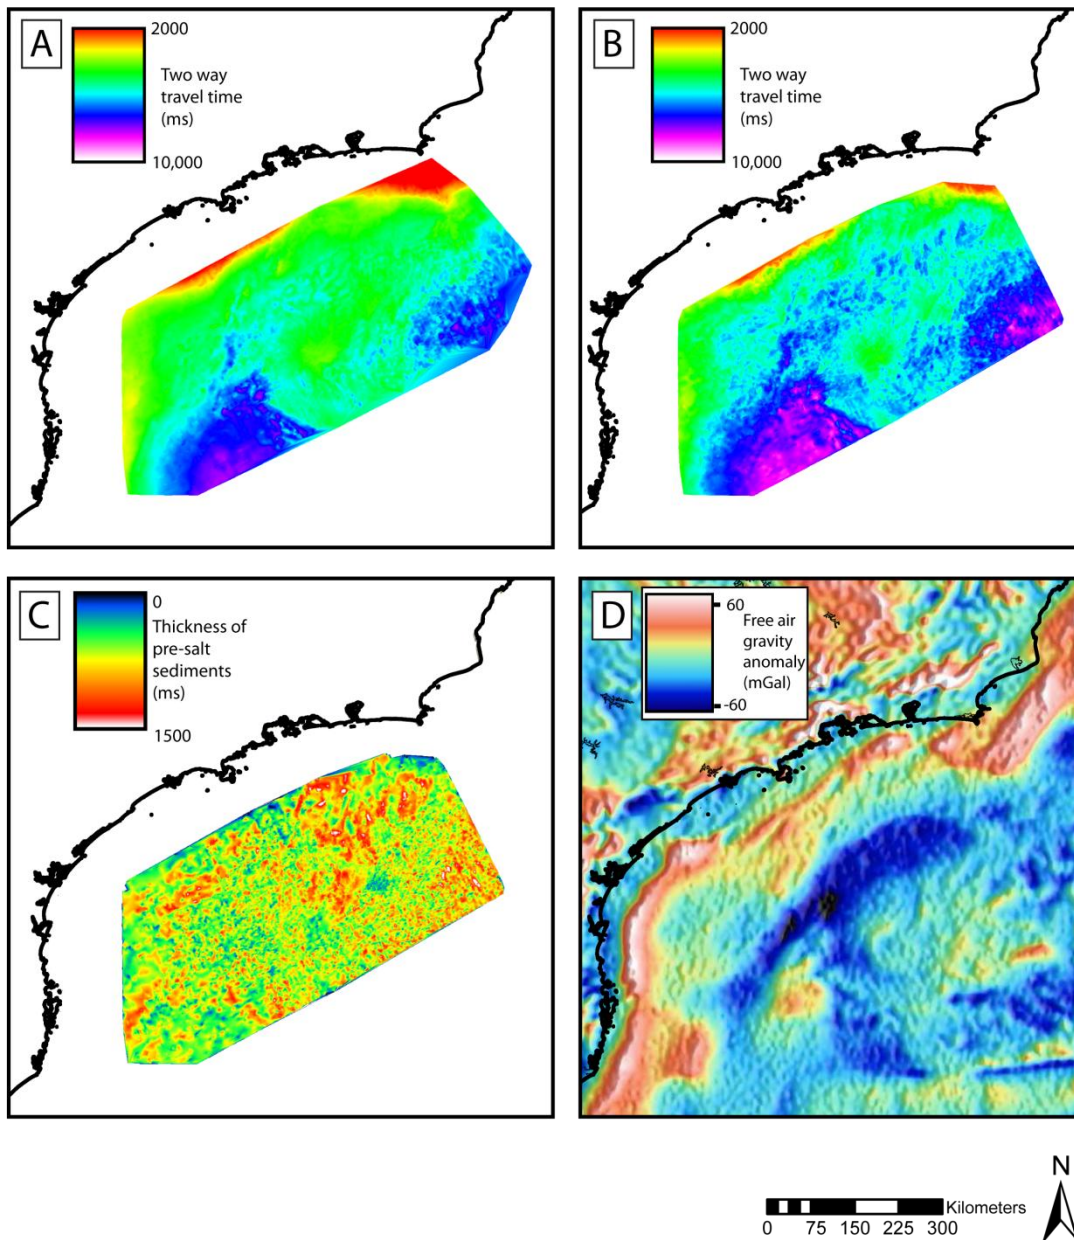 A
2000
Two way
travel time
(ms)
10,000
B
2000
Two way
travel time
(ms)
10,000
C
0
Thickness of
pre-salt
sediments
(ms)
1500
D
60
Free air
gravity
anomaly
(mGal)
-60
N
Kilometers
0 75 150 225 300